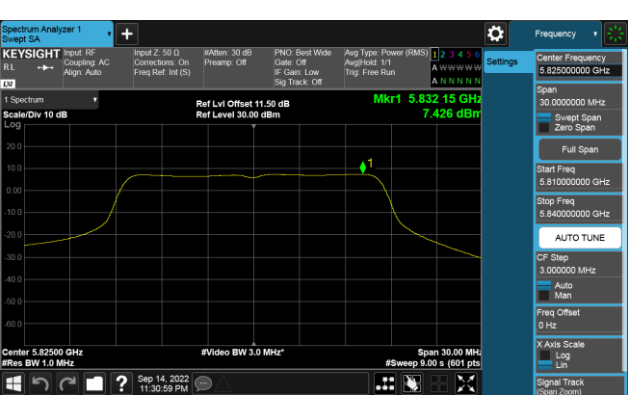 Spectrum Analyzer 1
Swept SA
+
Frequency
KEYSIGHT
RL
LXI
Input: RF
Coupling: AC
Align: Auto
Input Z: 50 Ω
Corrections: On
Freq Ref: Int (S)
#Atten: 30 dB
Preamp: Off
PNO: Best Wide
Gate: Off
IF Gain: Low
Sig Track: Off
Avg Type: Power (RMS)
Avg|Hold: 1/1
Trig: Free Run
1 2 3 4 5 6
A W W W W W
A N N N N N
1 Spectrum
Scale/Div 10 dB
Ref Lvl Offset 11.50 dB
Ref Level 30.00 dBm
Mkr1 5.832 15 GHz
7.426 dBm
Log
20.0
10.0
0.00
-10.0
-20.0
-30.0
-40.0
-50.0
-60.0
1
Center 5.82500 GHz
#Res BW 1.0 MHz
#Video BW 3.0 MHz*
Span 30.00 MHz
#Sweep 9.00 s (601 pts)
Sep 14, 2022
11:30:59 PM
?
Settings
Center Frequency
5.825000000 GHz
Span
30.0000000 MHz
Swept Span
Zero Span
Full Span
Start Freq
5.810000000 GHz
Stop Freq
5.840000000 GHz
AUTO TUNE
CF Step
3.000000 MHz
Auto
Man
Freq Offset
0 Hz
X Axis Scale
Log
Lin
Signal Track
(Span Zoom)